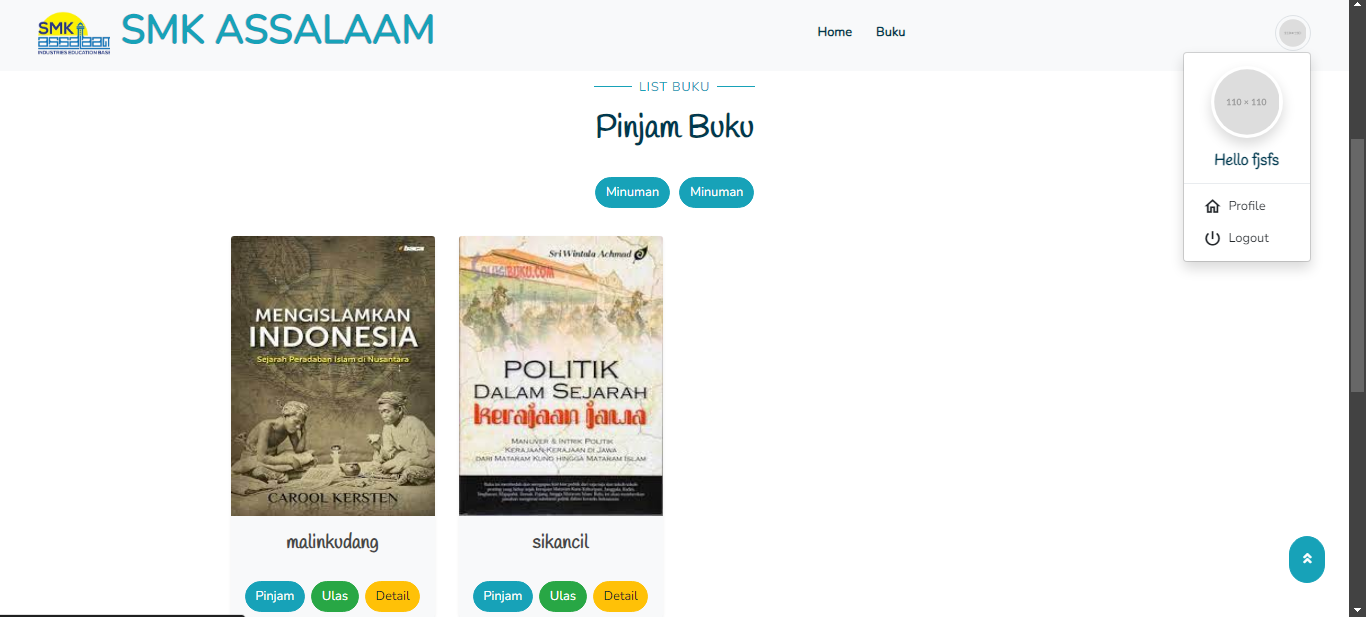 SMK
assalaam
INDUSTRIES EDUCATION BASE
SMK ASSALAAM
Home
Buku
110 × 110
Hello fjsfs
Profile
Logout
LIST BUKU
Pinjam Buku
Minuman
Minuman
baca
MENGISLAMKAN
INDONESIA
Sejarah Peradaban Islam di Nusantara
CAROOL KERSTEN
Sri Wintala Achmad
SOLUSIBUKU.COM
POLITIK
DALAM SEJARAH
kerajaan jawa
MANUVER & INTRIK POLITIK
KERAJAAN-KERAJAAN DI JAWA
DARI MATARAM KUNO HINGGA MATARAM ISLAM
malinkudang
sikancil
Pinjam
Ulas
Detail
Pinjam
Ulas
Detail